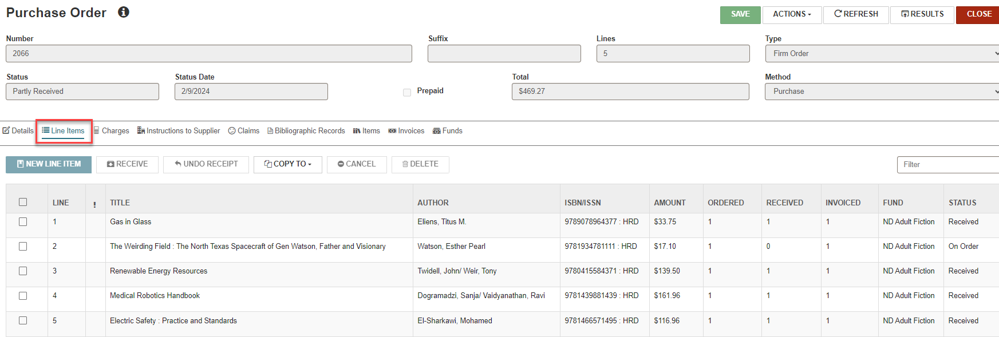 Purchase Order
SAVE ACTIONS REFRESH RESULTS CLOSE
Number Suffix Lines Type
2066 5 Firm Order
Status Status Date Prepaid Total Method
Partly Received 2/9/2024 $469.27 Purchase
Details Line Items Charges Instructions to Supplier Claims Bibliographic Records Items Invoices Funds
NEW LINE ITEM RECEIVE UNDO RECEIPT COPY TO CANCEL DELETE Filter
LINE ! TITLE AUTHOR ISBN/ISSN AMOUNT ORDERED RECEIVED INVOICED FUND STATUS
1 Gas in Glass Eliens, Titus M. 9789078964377 : HRD $33.75 1 1 1 ND Adult Fiction Received
2 The Weirding Field : The North Texas Spacecraft of Gen Watson, Father and Visionary Watson, Esther Pearl 9781934781111 : HRD $17.10 1 0 1 ND Adult Fiction On Order
3 Renewable Energy Resources Twidell, John/ Weir, Tony 9780415584371 : HRD $139.50 1 1 1 ND Adult Fiction Received
4 Medical Robotics Handbook Dogramadzi, Sanja/ Vaidyanathan, Ravi 9781439881439 : HRD $161.96 1 1 1 ND Adult Fiction Received
5 Electric Safety : Practice and Standards El-Sharkawi, Mohamed 9781466571495 : HRD $116.96 1 1 1 ND Adult Fiction Received